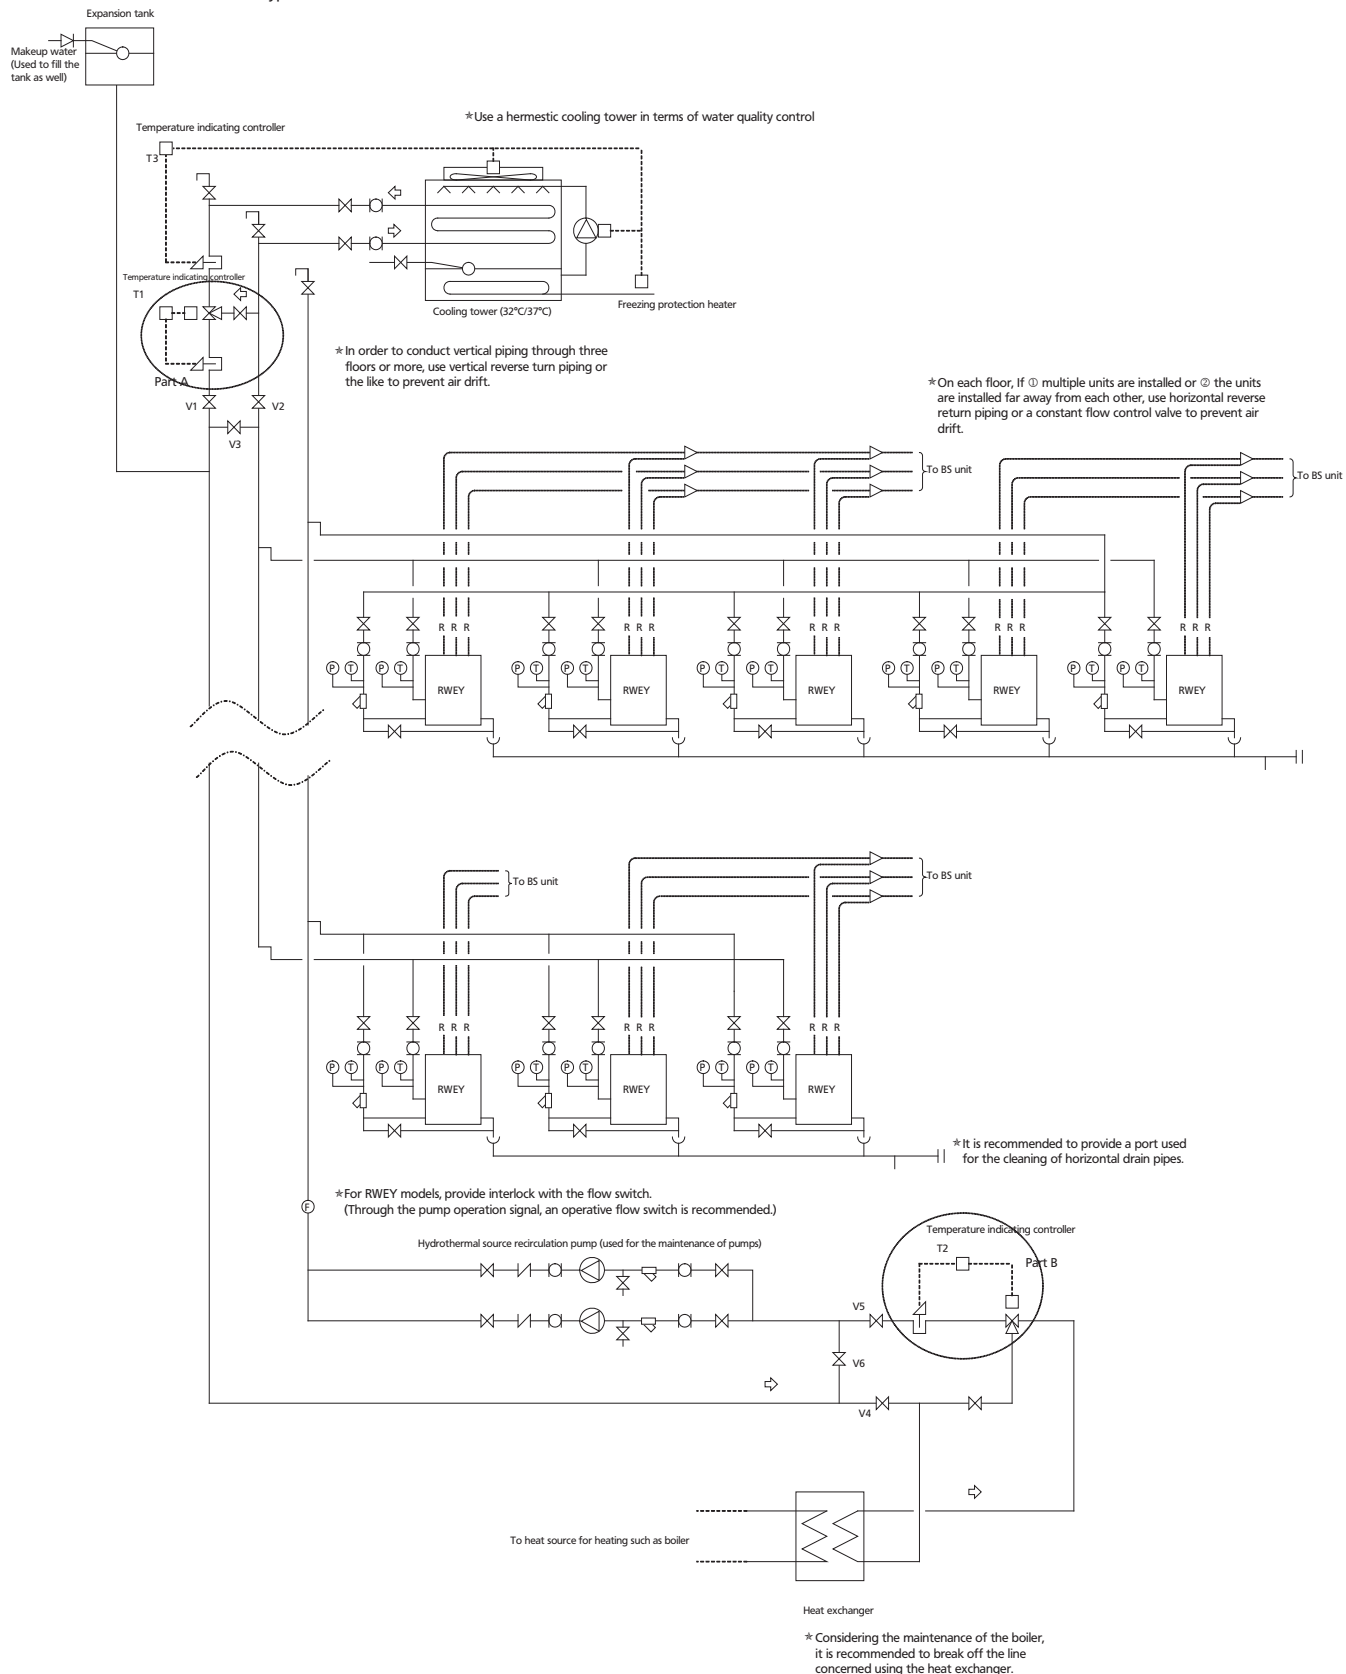 Expansion tank
Makeup water
(Used to fill the
tank as well)
✭Use a hermestic cooling tower in terms of water quality control
Temperature indicating controller
T3
Temperature indicating controller
T1
Freezing protection heater
Cooling tower (32°C/37°C)
✭In order to conduct vertical piping through three
floors or more, use vertical reverse turn piping or
the like to prevent air drift.
Part A
✭On each floor, If ① multiple units are installed or ② the units
are installed far away from each other, use horizontal reverse
return piping or a constant flow control valve to prevent air
drift.
V1
V2
V3
To BS unit
To BS unit
R R R
R R R
R R R
R R R
R R R
P T P T
P T P T
P T P T
P T P T
P T P T
RWEY
RWEY
RWEY
RWEY
RWEY
To BS unit
To BS unit
R R R
R R R
R R R
P T P T
P T P T
P T P T
RWEY
RWEY
RWEY
✭It is recommended to provide a port used
for the cleaning of horizontal drain pipes.
✭For RWEY models, provide interlock with the flow switch.
(Through the pump operation signal, an operative flow switch is recommended.)
F
Hydrothermal source recirculation pump (used for the maintenance of pumps)
Temperature indicating controller
T2
Part B
V5
V6
V4
To heat source for heating such as boiler
Heat exchanger
✭Considering the maintenance of the boiler,
it is recommended to break off the line
concerned using the heat exchanger.